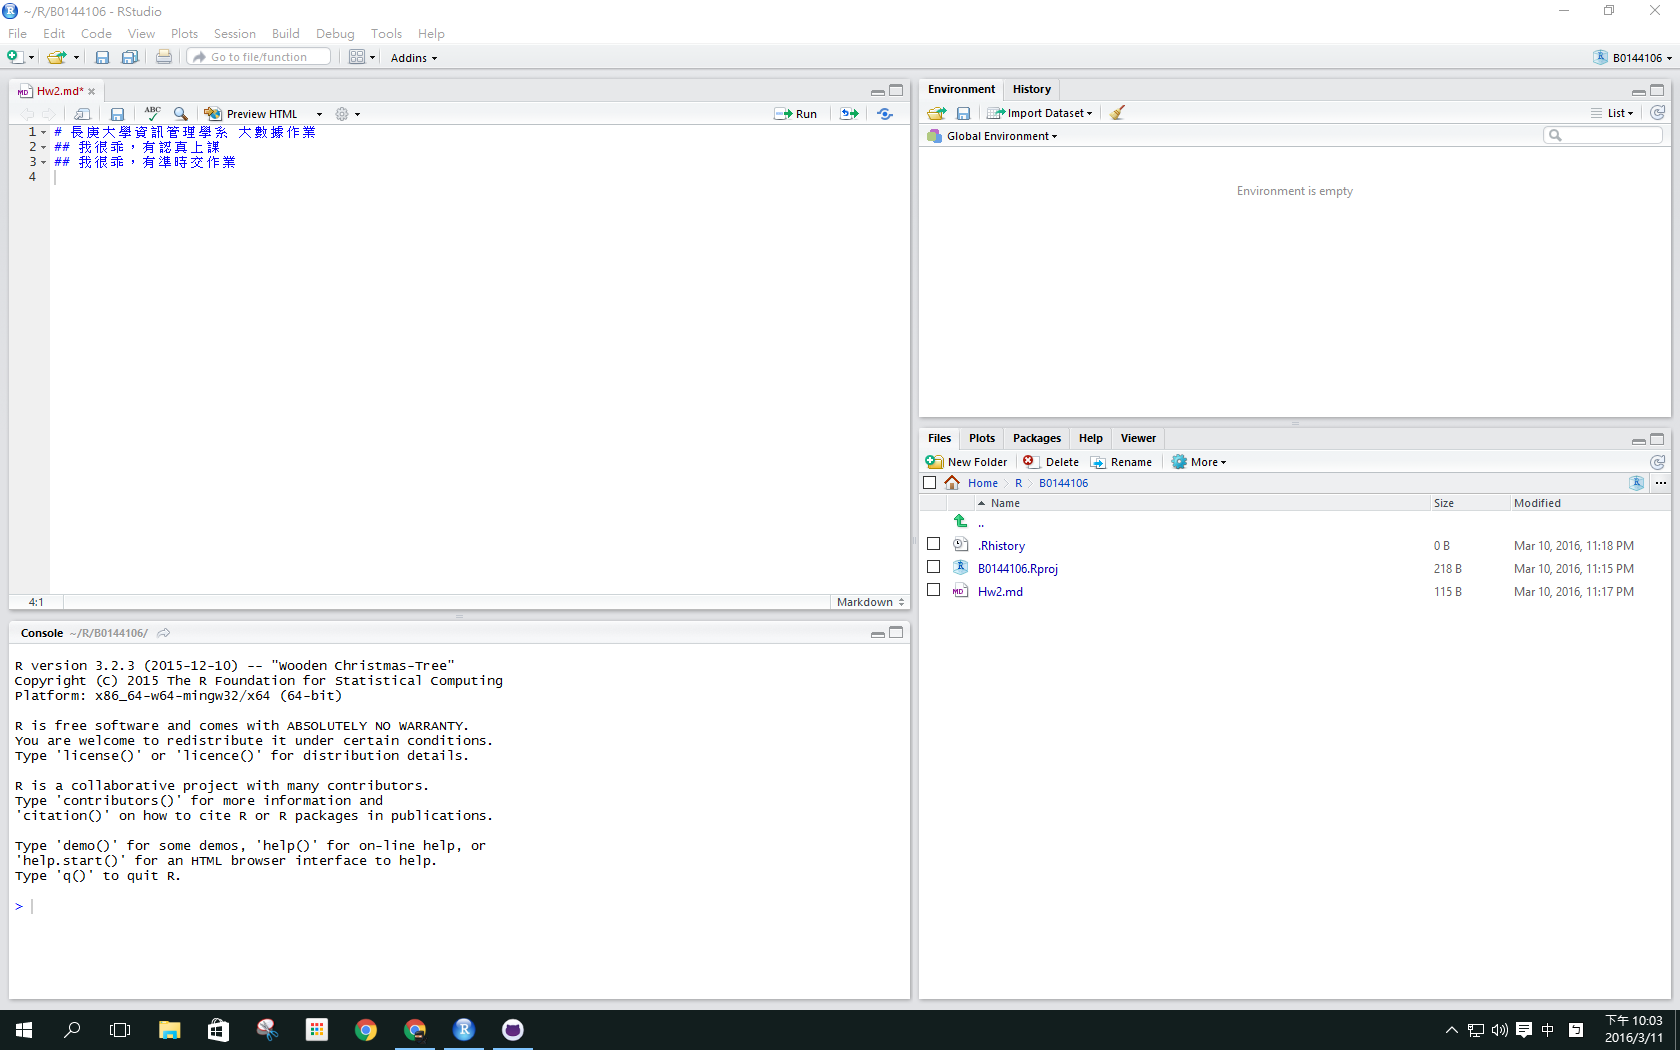 ~/R/B0144106 - RStudio
File Edit Code View Plots Session Build Debug Tools Help
Go to file/function Addins B0144106
Hw2.md*
ABC Preview HTML Run
1 # 長庚大學資訊管理學系 大數據作業
2 ## 我很乖，有認真上課
3 ## 我很乖，有準時交作業
4
4:1 Markdown
Console ~/R/B0144106/
R version 3.2.3 (2015-12-10) -- "Wooden Christmas-Tree"
Copyright (C) 2015 The R Foundation for Statistical Computing
Platform: x86_64-w64-mingw32/x64 (64-bit)
R is free software and comes with ABSOLUTELY NO WARRANTY.
You are welcome to redistribute it under certain conditions.
Type 'license()' or 'licence()' for distribution details.
R is a collaborative project with many contributors.
Type 'contributors()' for more information and
'citation()' on how to cite R or R packages in publications.
Type 'demo()' for some demos, 'help()' for on-line help, or
'help.start()' for an HTML browser interface to help.
Type 'q()' to quit R.
>
Environment History
Import Dataset List
Global Environment
Environment is empty
Files Plots Packages Help Viewer
New Folder Delete Rename More
Home R B0144106
Name Size Modified
..
.Rhistory 0 B Mar 10, 2016, 11:18 PM
B0144106.Rproj 218 B Mar 10, 2016, 11:15 PM
Hw2.md 115 B Mar 10, 2016, 11:17 PM
中
下午 10:03
2016/3/11